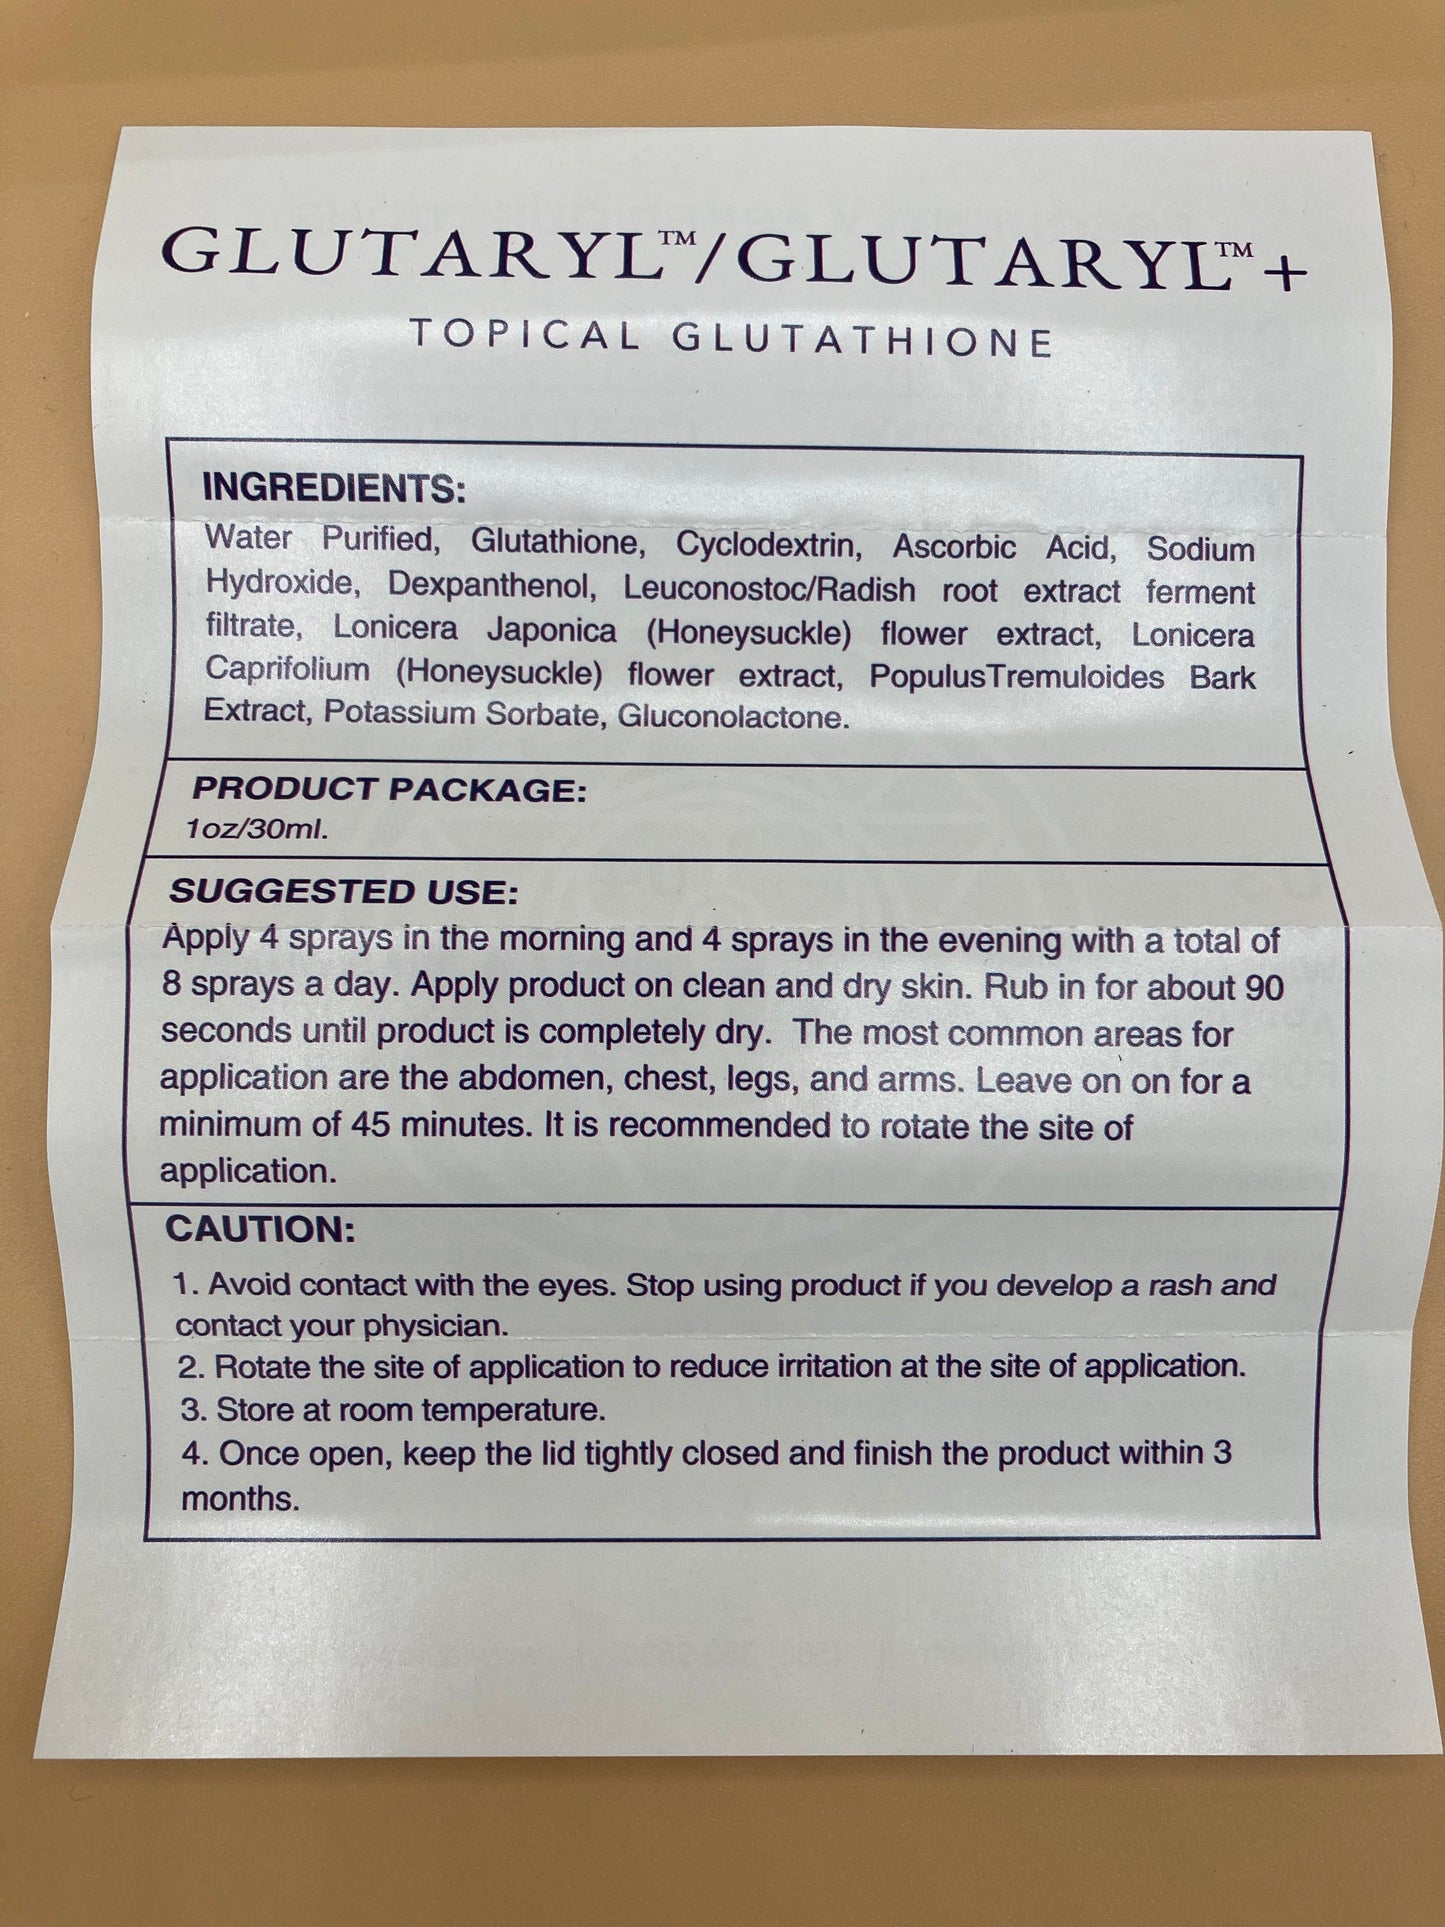 GLUTARYL™/GLUTARYL™+
TOPICAL GLUTATHIONE
INGREDIENTS:
Water Purified, Glutathione, Cyclodextrin, Ascorbic Acid, Sodium
Hydroxide, Dexpanthenol, Leuconostoc/Radish root extract ferment
filtrate, Lonicera Japonica (Honeysuckle) flower extract, Lonicera
Caprifolium (Honeysuckle) flower extract, PopulusTremuloides Bark
Extract, Potassium Sorbate, Gluconolactone.
PRODUCT PACKAGE:
1oz/30ml.
SUGGESTED USE:
Apply 4 sprays in the morning and 4 sprays in the evening with a total of
8 sprays a day. Apply product on clean and dry skin. Rub in for about 90
seconds until product is completely dry. The most common areas for
application are the abdomen, chest, legs, and arms. Leave on on for a
minimum of 45 minutes. It is recommended to rotate the site of
application.
CAUTION:
1. Avoid contact with the eyes. Stop using product if you develop a rash and
contact your physician.
2. Rotate the site of application to reduce irritation at the site of application.
3. Store at room temperature.
4. Once open, keep the lid tightly closed and finish the product within 3
months.